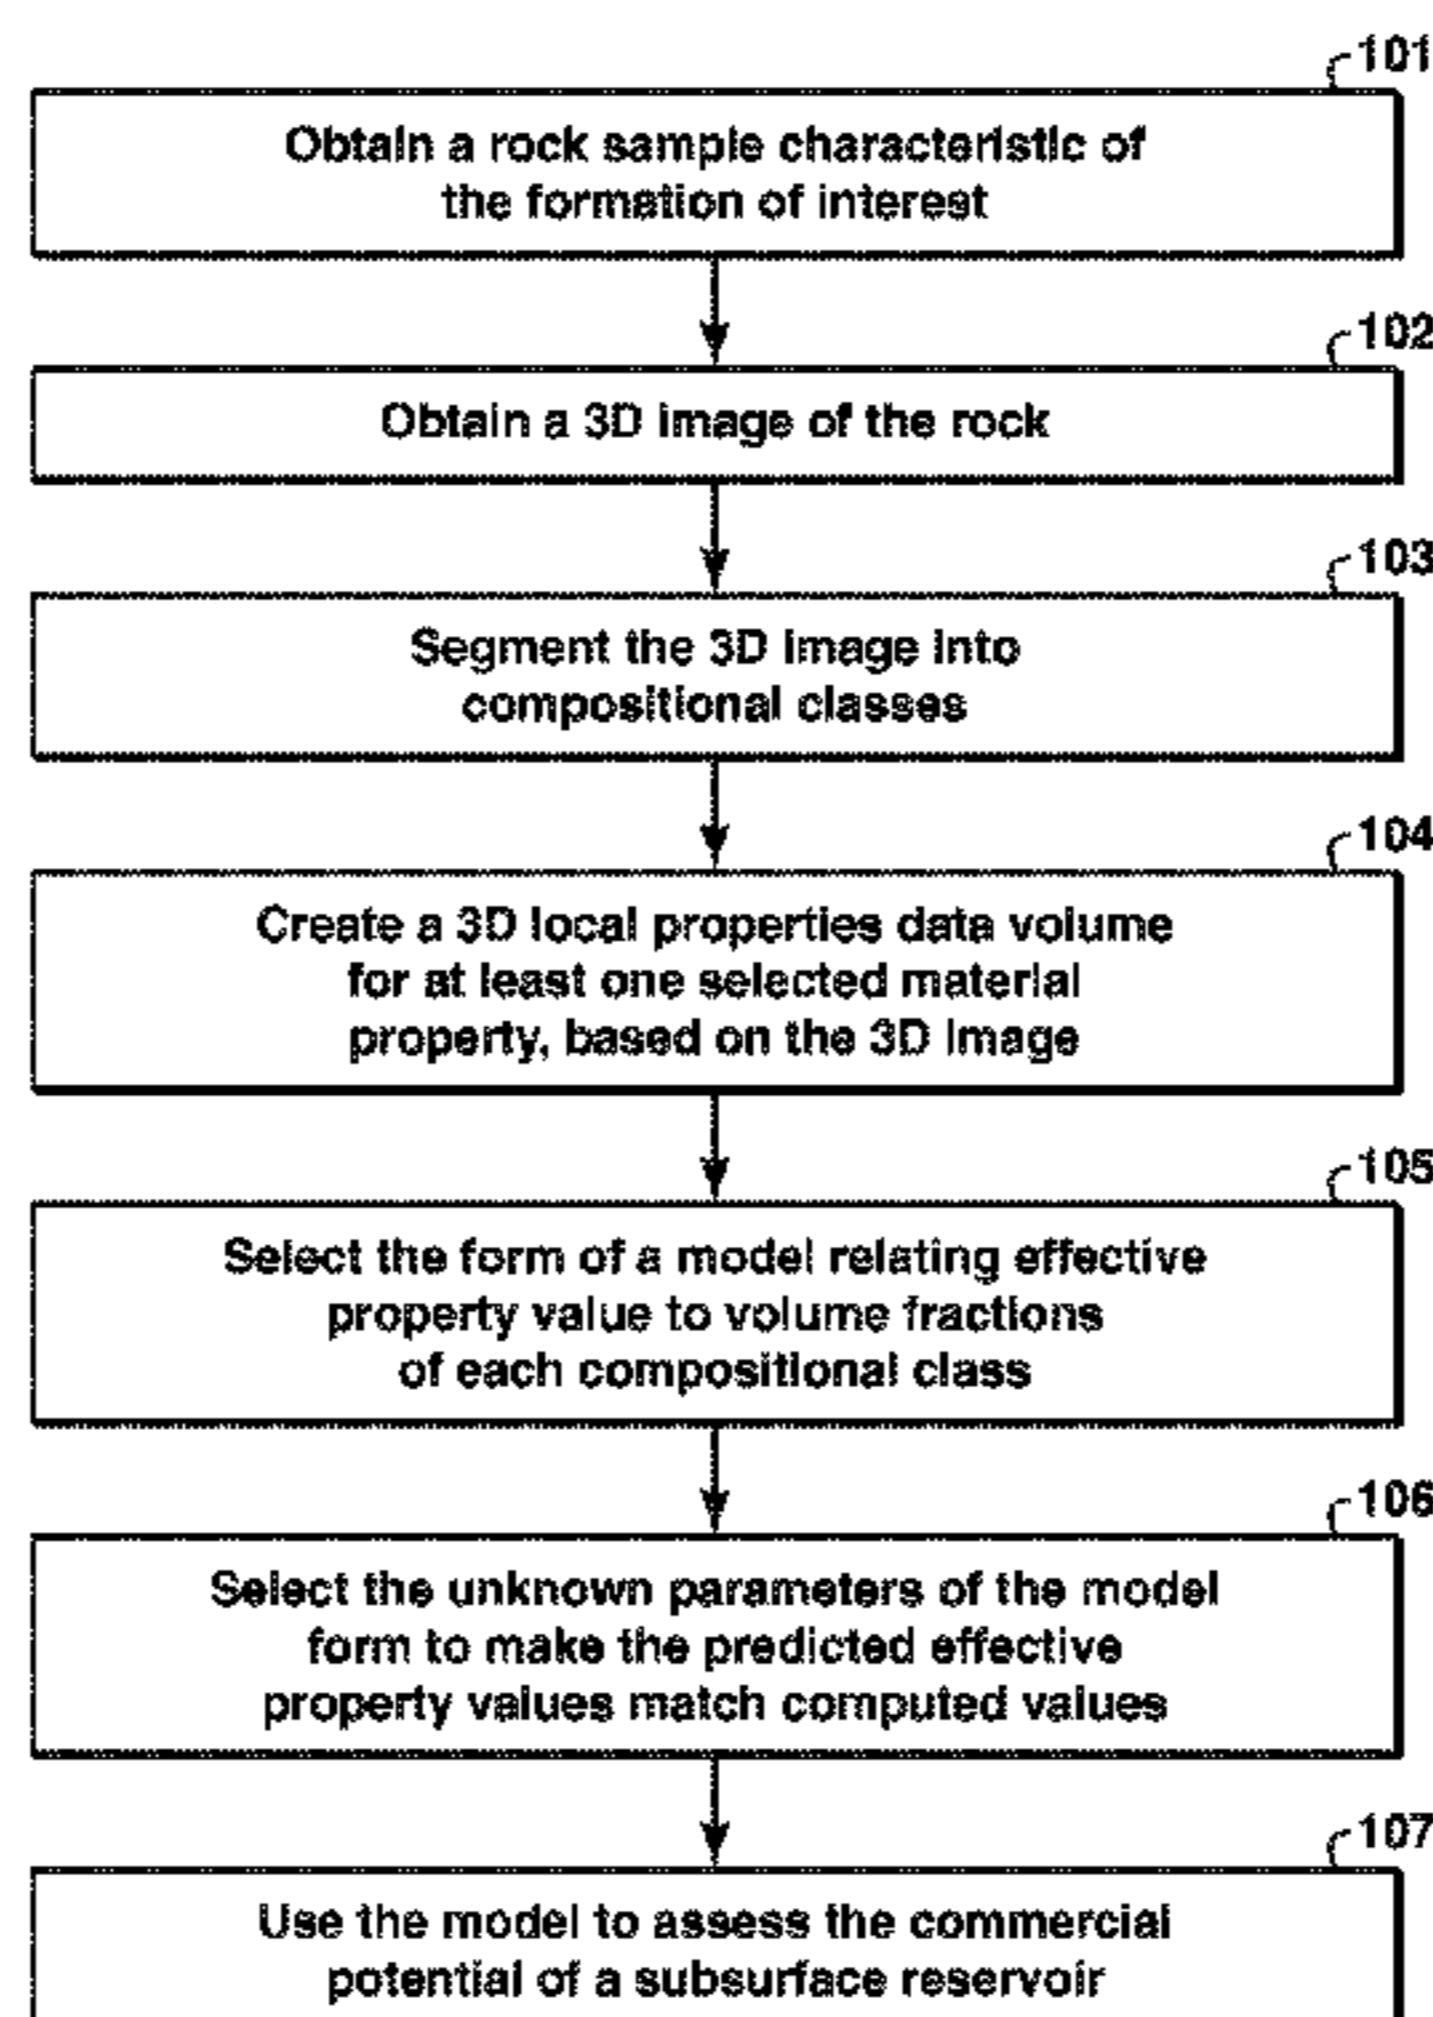 101
Obtain a rock sample characteristic of
the formation of interest
102
Obtain a 3D image of the rock
103
Segment the 3D image into
compositional classes
104
Create a 3D local properties data volume
for at least one selected material
property, based on the 3D image
105
Select the form of a model relating effective
property value to volume fractions
of each compositional class
106
Select the unknown parameters of the model
form to make the predicted effective
property values match computed values
107
Use the model to assess the commercial
potential of a subsurface reservoir